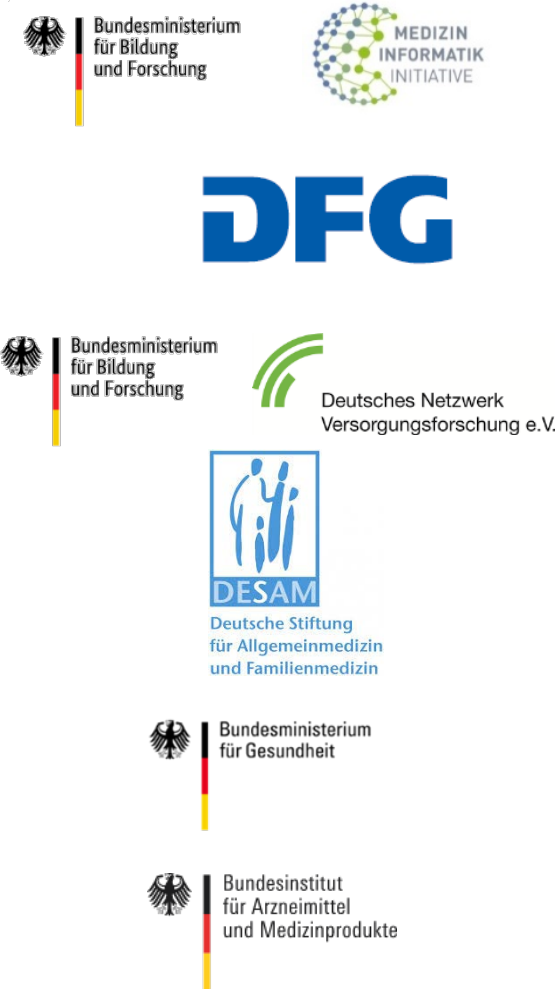 Bundesministerium
für Bildung
und Forschung
MEDIZIN
INFORMATIK
INITIATIVE
DFG
Bundesministerium
für Bildung
und Forschung
Deutsches Netzwerk
Versorgungsforschung e.V.
DESAM
Deutsche Stiftung
für Allgemeinmedizin
und Familienmedizin
Bundesministerium
für Gesundheit
Bundesinstitut
für Arzneimittel
und Medizinprodukte